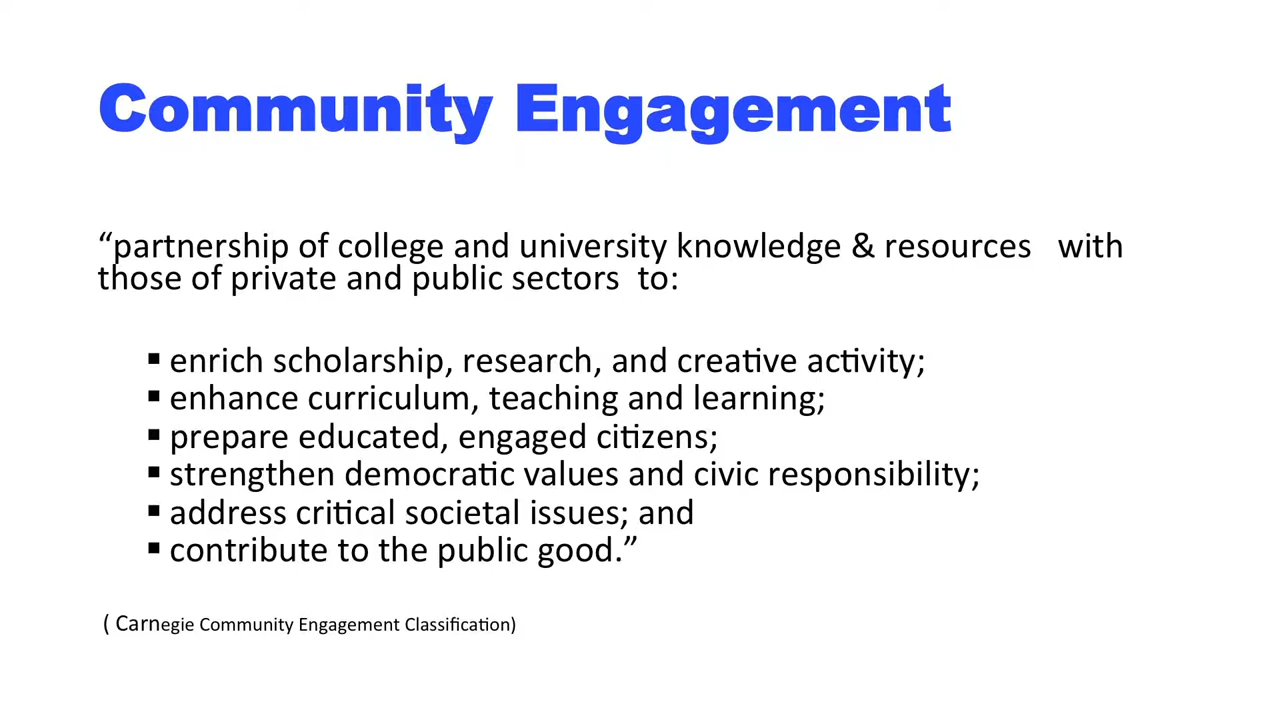 Community Engagement
“partnership of college and university knowledge & resources with
those of private and public sectors to:
▪ enrich scholarship, research, and creative activity;
▪ enhance curriculum, teaching and learning;
▪ prepare educated, engaged citizens;
▪ strengthen democratic values and civic responsibility;
▪ address critical societal issues; and
▪ contribute to the public good.”
( Carnegie Community Engagement Classification)